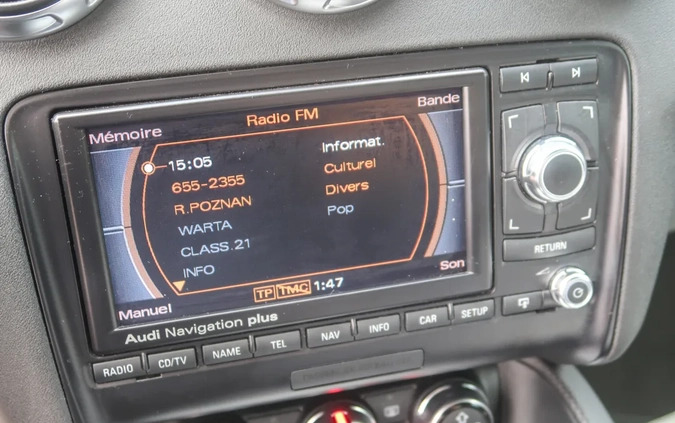 Radio FM
Mémoire
Bande
15:05
Informat.
655-2355
Culturel
R.POZNAN
Divers
WARTA
Pop
CLASS.21
INFO
TP TMC 1:47
Manuel
Son
Audi Navigation plus
RETURN
RADIO
CD/TV
NAME
TEL
NAV
INFO
CAR
SETUP